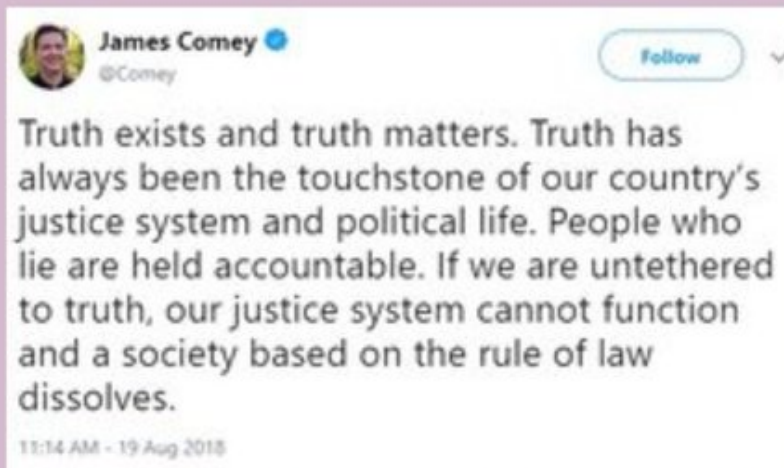 James Comey
@Comey
Follow
Truth exists and truth matters. Truth has
always been the touchstone of our country's
justice system and political life. People who
lie are held accountable. If we are untethered
to truth, our justice system cannot function
and a society based on the rule of law
dissolves.
11:14 AM - 19 Aug 2018